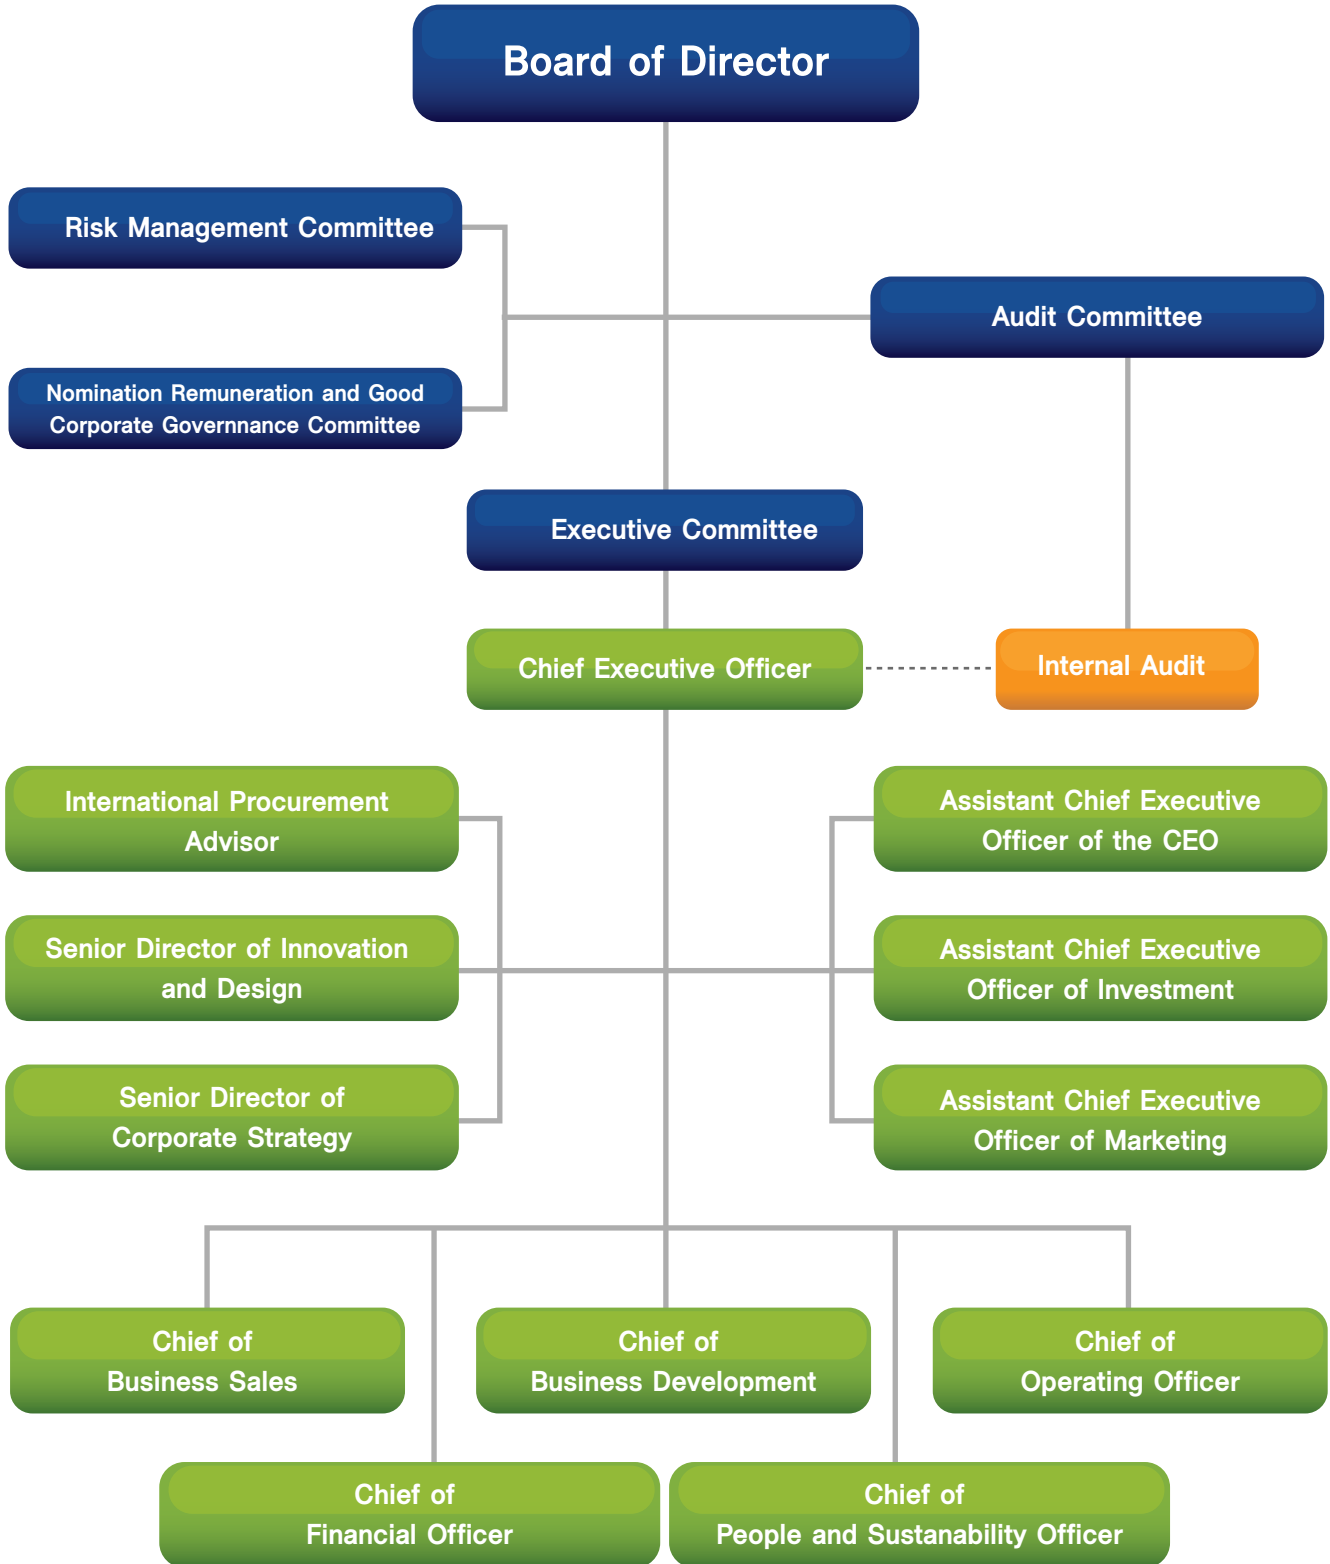 Board of Director
Risk Management Committee
Audit Committee
Nomination Remuneration and Good
Corporate Governnance Committee
Executive Committee
Chief Executive Officer
Internal Audit
International Procurement
Advisor
Assistant Chief Executive
Officer of the CEO
Senior Director of Innovation
and Design
Assistant Chief Executive
Officer of Investment
Senior Director of
Corporate Strategy
Assistant Chief Executive
Officer of Marketing
Chief of
Business Sales
Chief of
Business Development
Chief of
Operating Officer
Chief of
Financial Officer
Chief of
People and Sustanability Officer